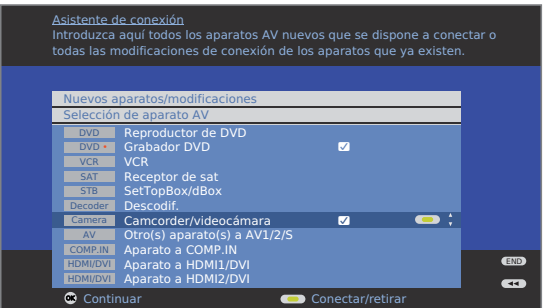 Asistente de conexión
Introduzca aquí todos los aparatos AV nuevos que se dispone a conectar o
todas las modificaciones de conexión de los aparatos que ya existen.
Nuevos aparatos/modificaciones
Selección de aparato AV
DVD Reproductor de DVD
DVD Grabador DVD
VCR VCR
SAT Receptor de sat
STB SetTopBox/dBox
Decoder Descodif.
Camera Camcorder/videocámara
AV Otro(s) aparato(s) a AV1/2/S
COMP.IN Aparato a COMP.IN
HDMI/DVI Aparato a HDMI1/DVI
HDMI/DVI Aparato a HDMI2/DVI
END
OK Continuar Conectar/retirar